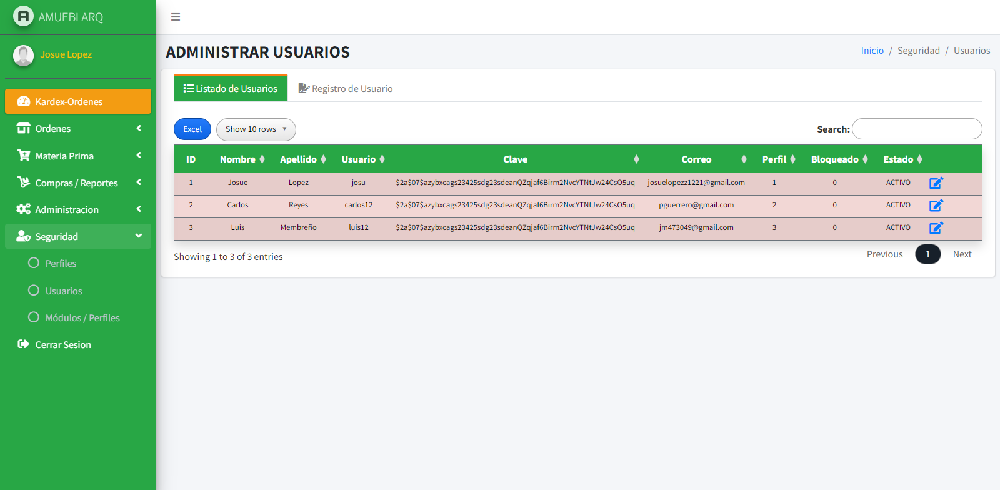 AMUEBLARQ
Josue Lopez
Kardex-Ordenes
Ordenes
Materia Prima
Compras / Reportes
Administracion
Seguridad
Perfiles
Usuarios
Módulos / Perfiles
Cerrar Sesion
ADMINISTRAR USUARIOS
Inicio / Seguridad / Usuarios
Listado de Usuarios Registro de Usuario
Excel Show 10 rows Search:
ID Nombre Apellido Usuario Clave Correo Perfil Bloqueado Estado
1 Josue Lopez josu $2a$07$azybxcags23425sdg23sdeanQZqjaf6Birm2NvcYTNtJw24CsO5uq josuelopezz1221@gmail.com 1 0 ACTIVO
2 Carlos Reyes carlos12 $2a$07$azybxcags23425sdg23sdeanQZqjaf6Birm2NvcYTNtJw24CsO5uq pguerrero@gmail.com 2 0 ACTIVO
3 Luis Membreño luis12 $2a$07$azybxcags23425sdg23sdeanQZqjaf6Birm2NvcYTNtJw24CsO5uq jm473049@gmail.com 3 0 ACTIVO
Showing 1 to 3 of 3 entries
Previous 1 Next